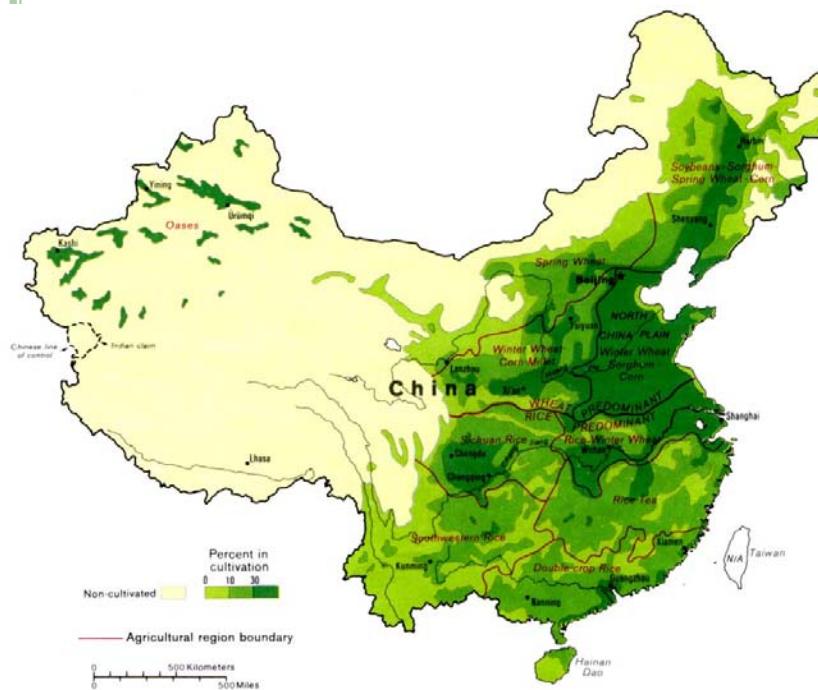 Harbin
Soybeans-Sorghum-
Spring Wheat-Corn
Yining
Ürümqi
Oases
Shenyang
Kashi
Spring Wheat
Beijing
NORTH
CHINA PLAIN
Taiyuan
Chinese line
of control
Indian claim
Winter Wheat
Corn-Millet
Winter Wheat
Sorghum-
Corn
Lanzhou
China
Xi'an
WHEAT PREDOMINANT
RICE PREDOMINANT
Shanghai
Sichuan Rice
Rice-Winter Wheat
Chengdu
Wuhan
Lhasa
Chongqing
Rice Tea
Southwestern Rice
Xiamen
N/A
Taiwan
Kunming
Double-crop Rice
Guangzhou
Nanning
Percent in
cultivation
0 10 30
Non-cultivated
Agricultural region boundary
0 500 Kilometers
0 500 Miles
Hainan
Dao